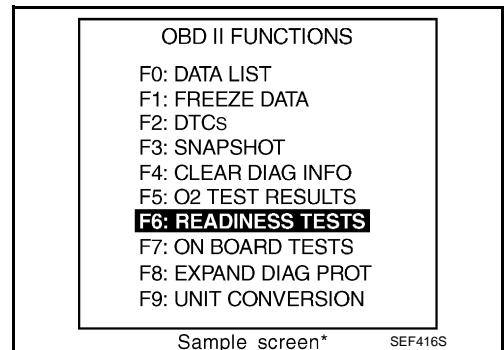 OBD II FUNCTIONS
F0: DATA LIST
F1: FREEZE DATA
F2: DTCs
F3: SNAPSHOT
F4: CLEAR DIAG INFO
F5: O2 TEST RESULTS
F6: READINESS TESTS
F7: ON BOARD TESTS
F8: EXPAND DIAG PROT
F9: UNIT CONVERSION
Sample screen* SEF416S